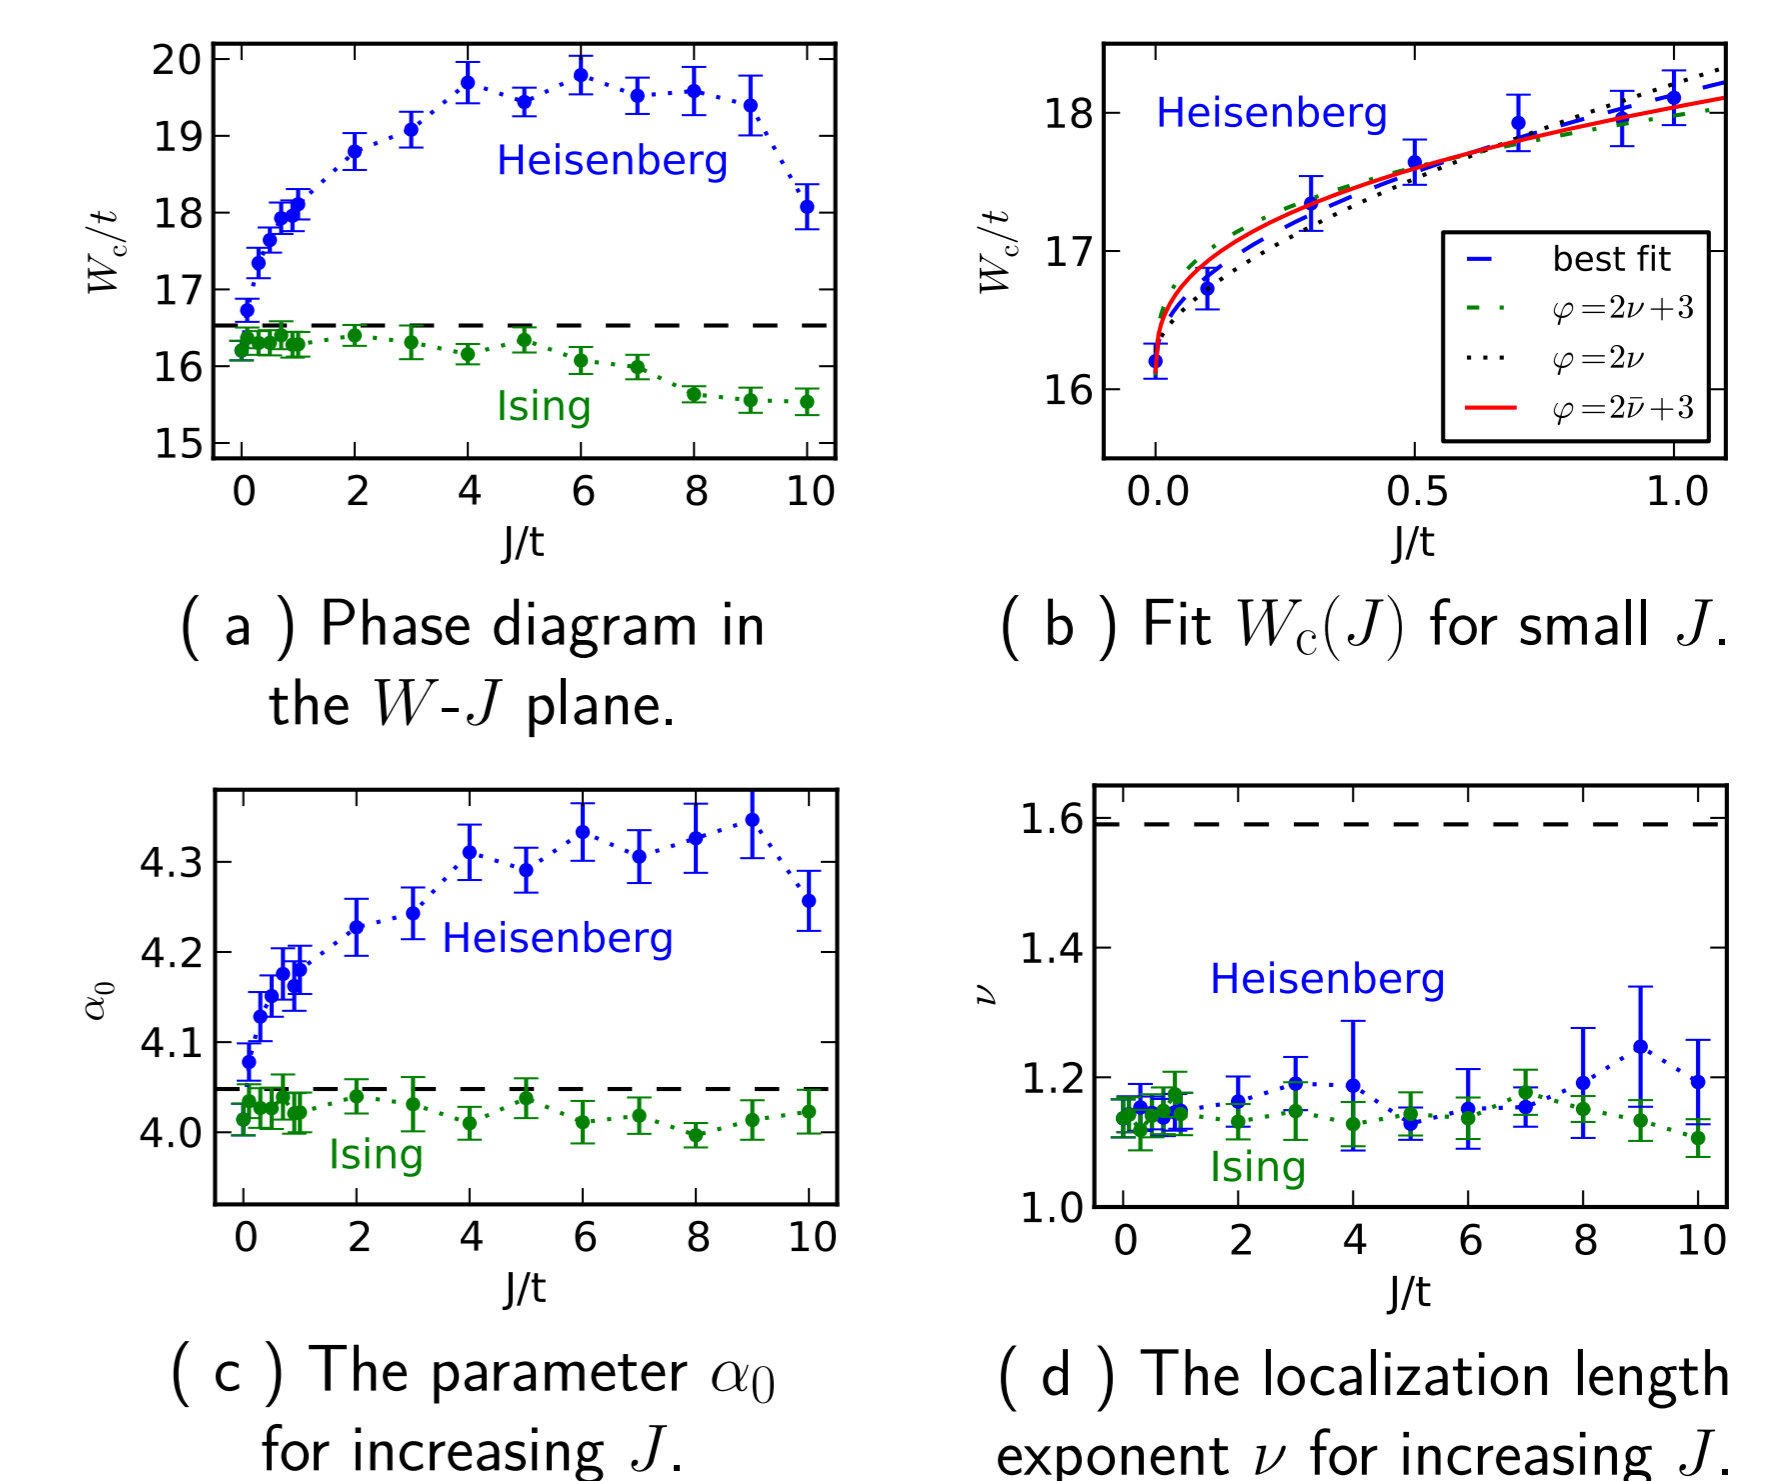 20
19
18
17
16
15
W_c/t
Heisenberg
Ising
0 2 4 6 8 10
J/t
( a ) Phase diagram in
the W-J plane.
18
17
16
W_c/t
Heisenberg
best fit
φ=2ν+3
φ=2ν
φ=2ν̄+3
0.0 0.5 1.0
J/t
( b ) Fit W_c(J) for small J.
4.3
4.2
4.1
4.0
α₀
Heisenberg
Ising
0 2 4 6 8 10
J/t
( c ) The parameter α₀
for increasing J.
1.6
1.4
1.2
1.0
ν
Heisenberg
Ising
0 2 4 6 8 10
J/t
( d ) The localization length
exponent ν for increasing J.